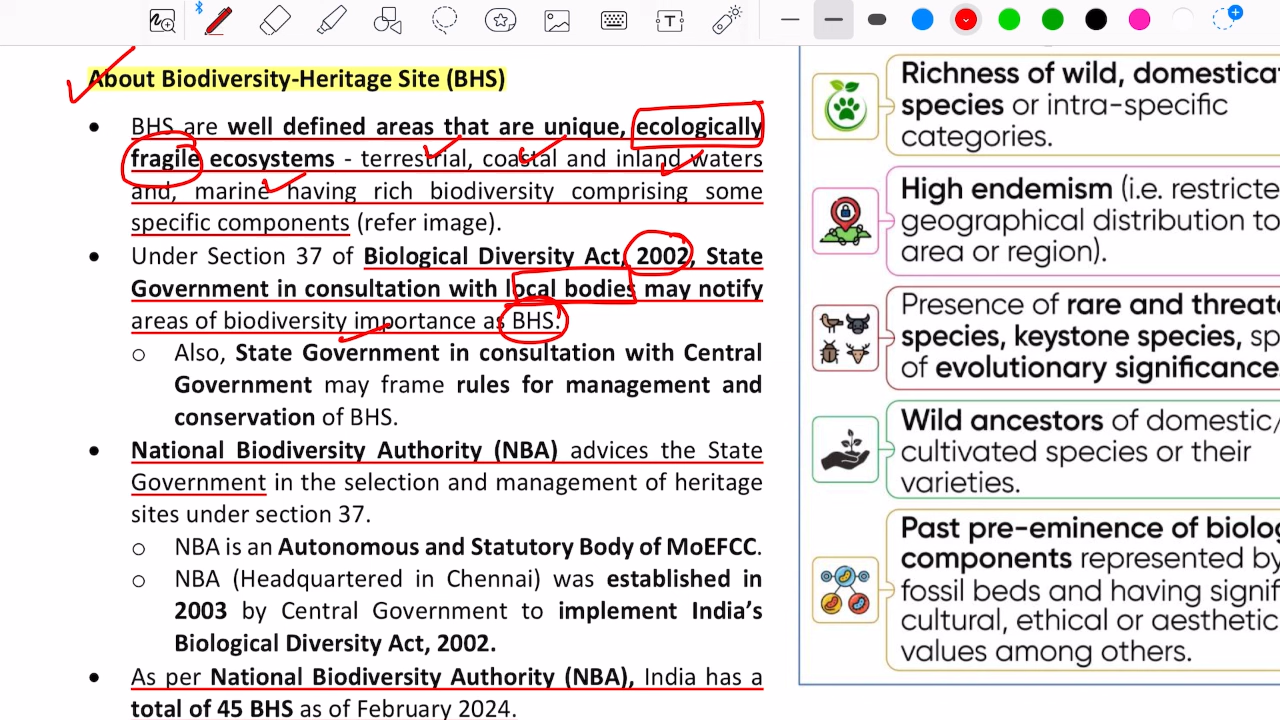 About Biodiversity-Heritage Site (BHS)
BHS are well defined areas that are unique, ecologically
fragile ecosystems - terrestrial, coastal and inland waters
and, marine having rich biodiversity comprising some
specific components (refer image).
Under Section 37 of Biological Diversity Act, 2002, State
Government in consultation with local bodies may notify
areas of biodiversity importance as BHS.
Also, State Government in consultation with Central
Government may frame rules for management and
conservation of BHS.
National Biodiversity Authority (NBA) advices the State
Government in the selection and management of heritage
sites under section 37.
NBA is an Autonomous and Statutory Body of MoEFCC.
NBA (Headquartered in Chennai) was established in
2003 by Central Government to implement India's
Biological Diversity Act, 2002.
As per National Biodiversity Authority (NBA), India has a
total of 45 BHS as of February 2024.
Richness of wild, domestica
species or intra-specific
categories.
High endemism (i.e. restricte
geographical distribution to
area or region).
Presence of rare and threate
species, keystone species, sp
of evolutionary significance
Wild ancestors of domestic/
cultivated species or their
varieties.
Past pre-eminence of biolog
components represented by
fossil beds and having signif
cultural, ethical or aesthetic
values among others.